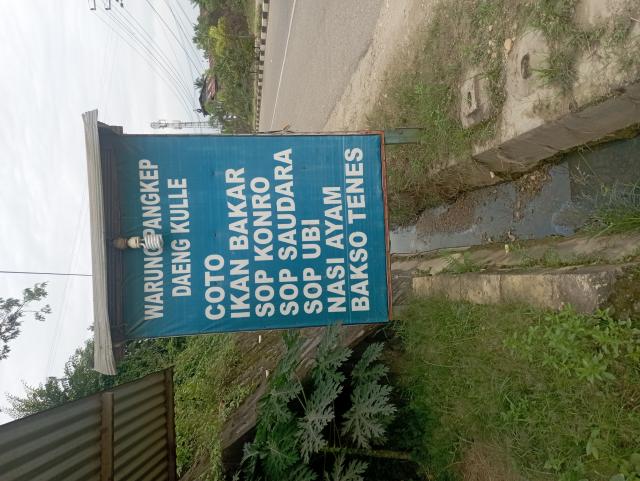 WARUNG PANGKEP
DAENG KULLE
COTO
IKAN BAKAR
SOP KONRO
SOP SAUDARA
SOP UBI
NASI AYAM
BAKSO TENES